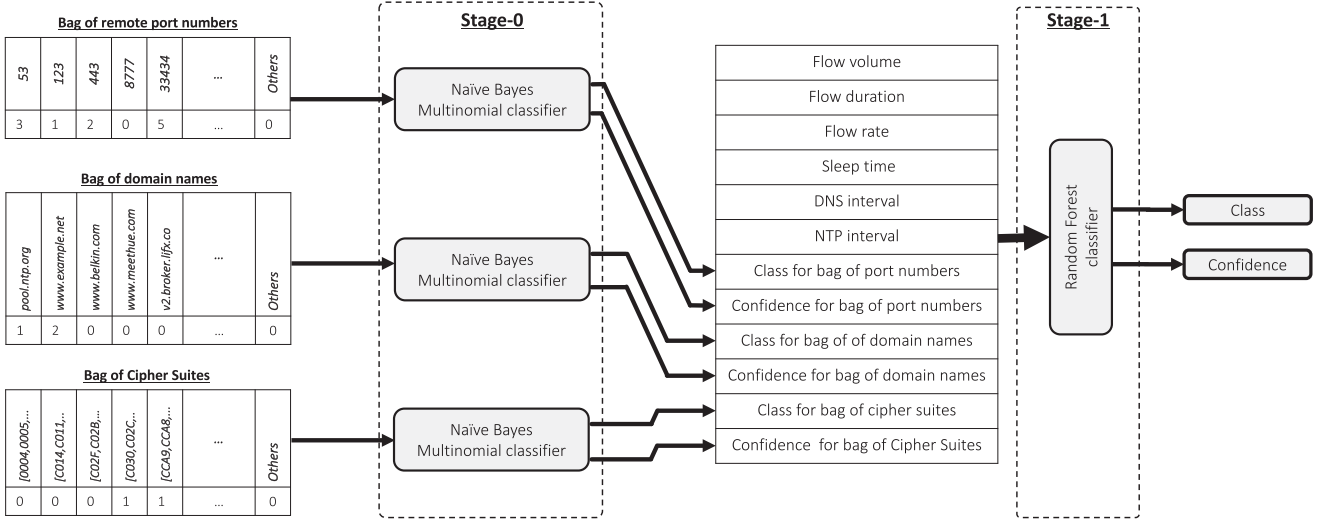 Bag of remote port numbers
53 123 443 8777 33434 ... Others
3 1 2 0 5 ... 0
Bag of domain names
pool.ntp.org www.example.net www.belkin.com www.meethue.com v2.broker.lifx.co ... Others
1 2 0 0 0 ... 0
Bag of Cipher Suites
[0004,0005,... [C014,C011,.. [C02F,C02B,... [C030,C02C,.. [CCA9,CCA8,... ... Others
0 0 0 1 1 ... 0
Stage-0
Naïve Bayes
Multinomial classifier
Naïve Bayes
Multinomial classifier
Naïve Bayes
Multinomial classifier
Flow volume
Flow duration
Flow rate
Sleep time
DNS interval
NTP interval
Class for bag of port numbers
Confidence for bag of port numbers
Class for bag of of domain names
Confidence for bag of domain names
Class for bag of cipher suites
Confidence for bag of Cipher Suites
Stage-1
Random Forest
classifier
Class
Confidence